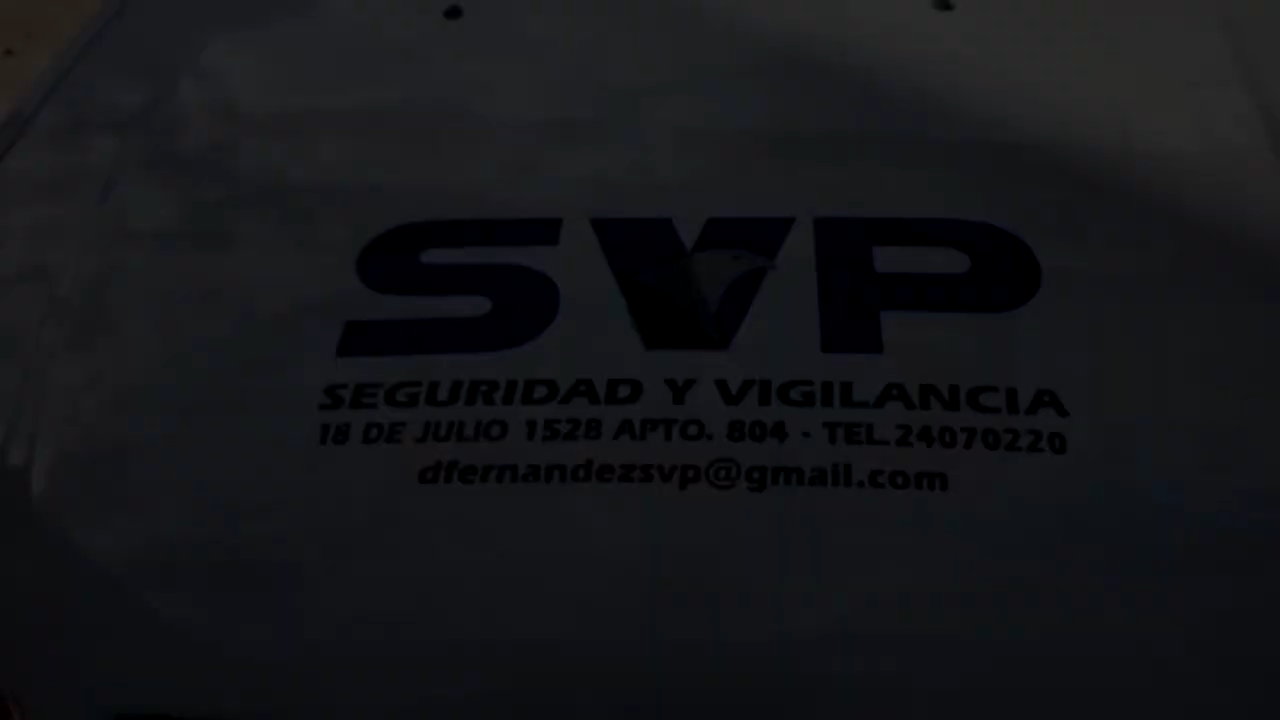 SVP
SEGURIDAD Y VIGILANCIA
18 DE JULIO 1528 APTO. 804 - TEL.24070220
dfernandezsvp@gmail.com